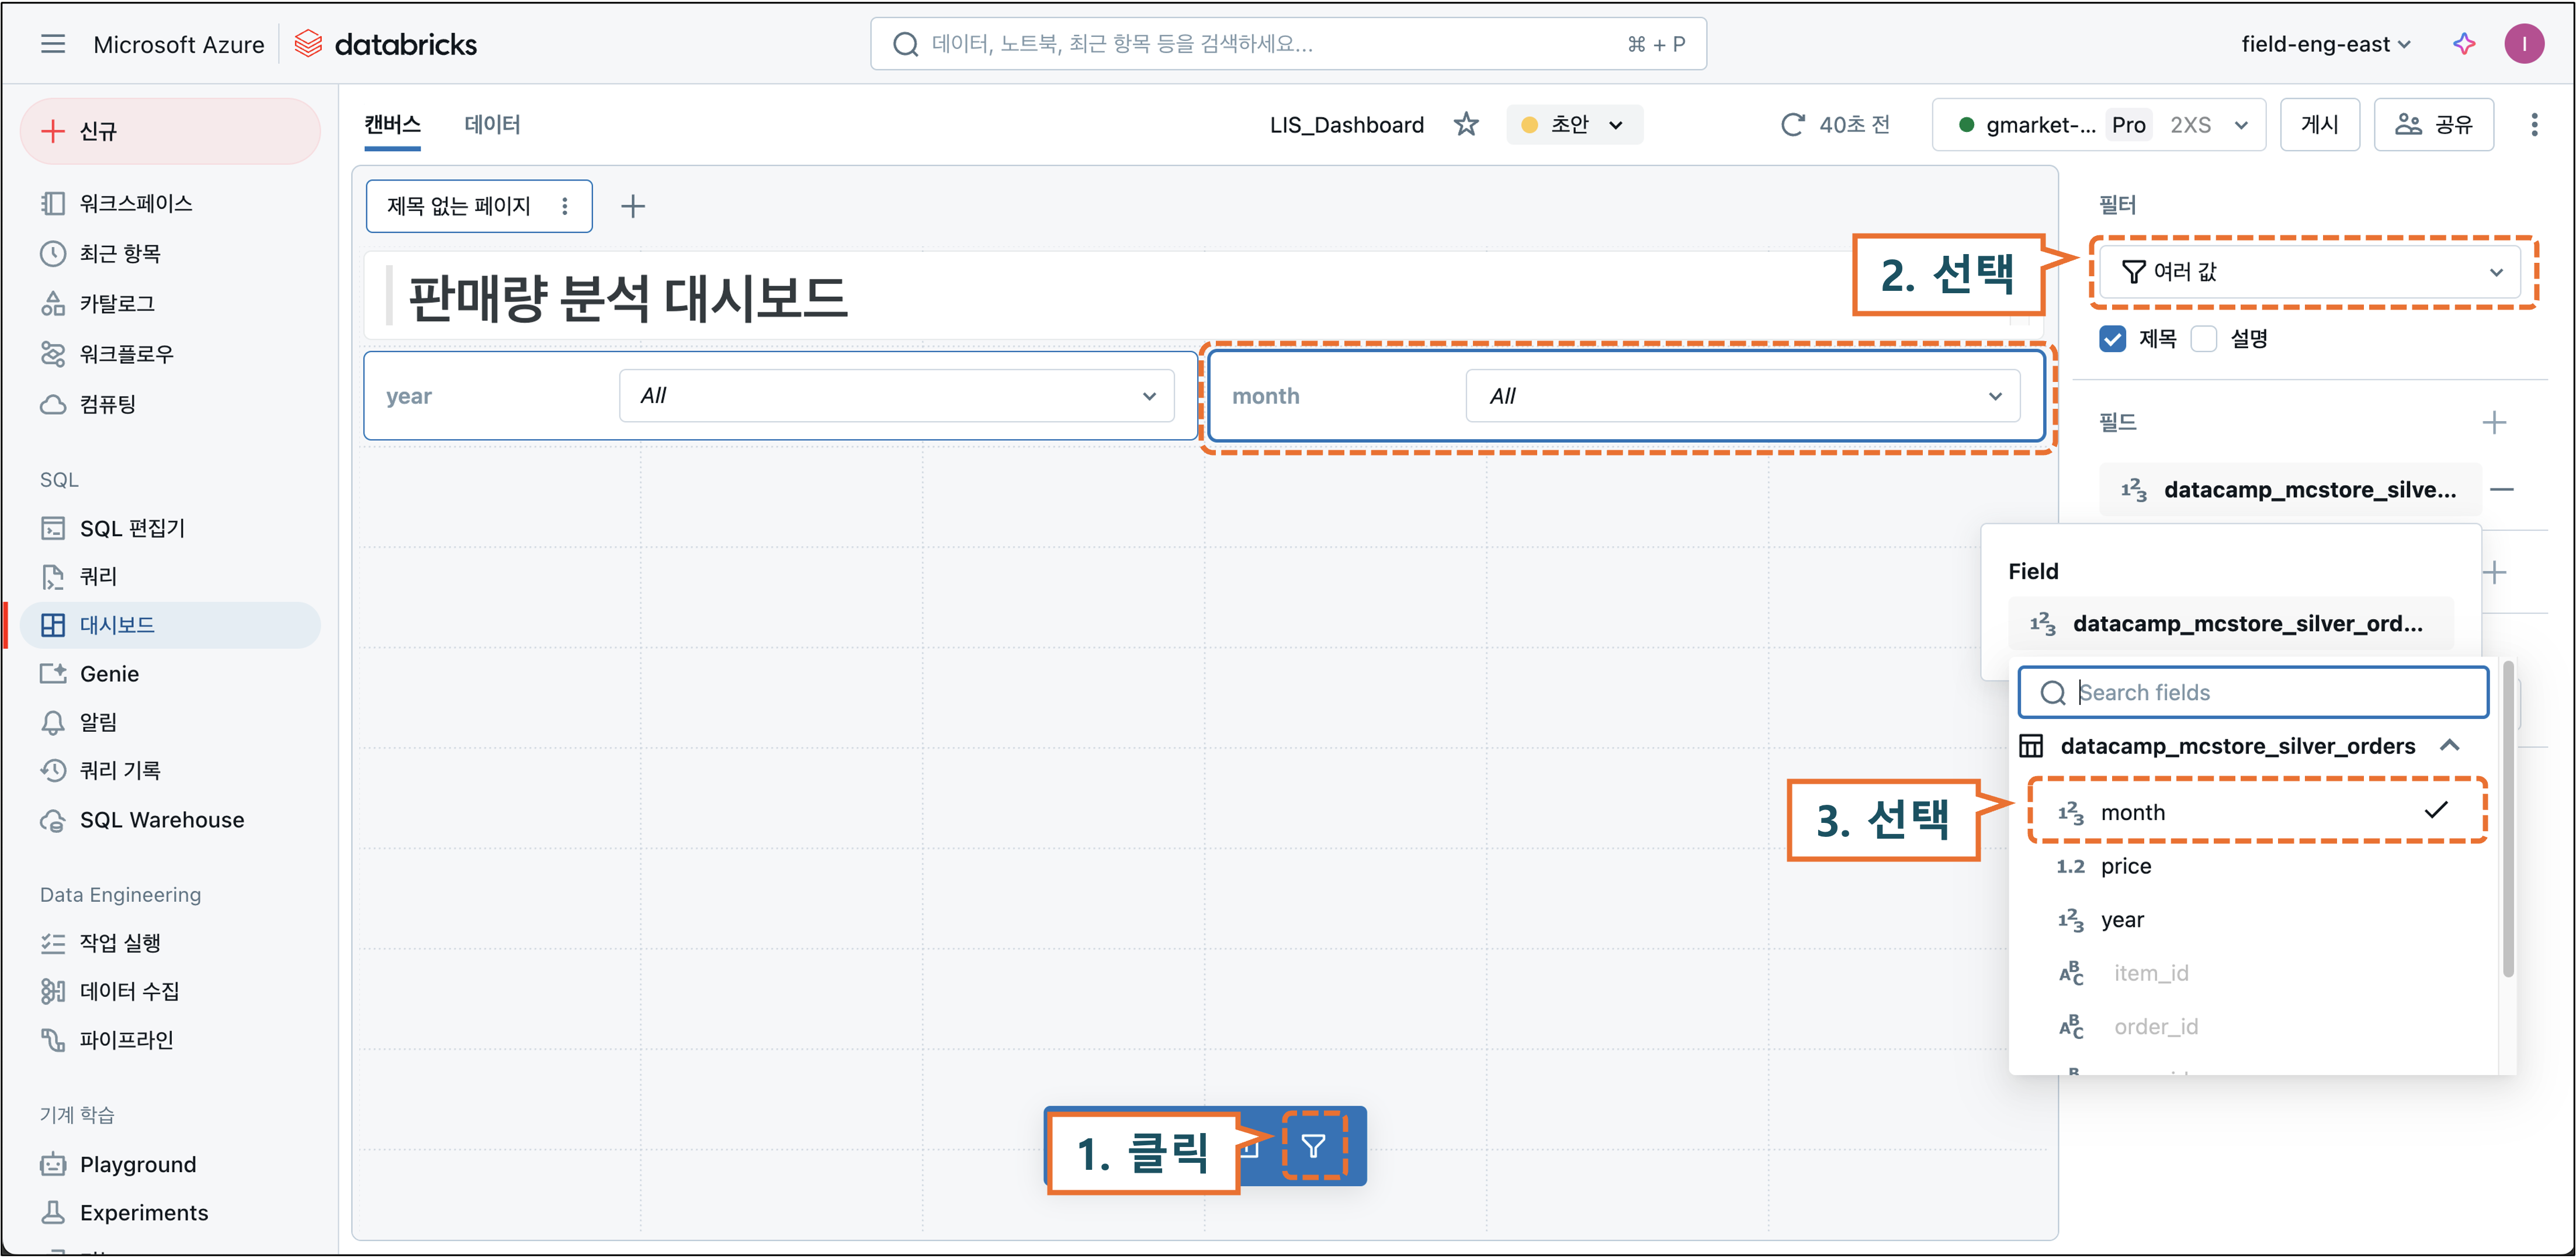 Microsoft Azure databricks
데이터, 노트북, 최근 항목 등을 검색하세요... ⌘ + P
field-eng-east
I
신규
워크스페이스
최근 항목
카탈로그
워크플로우
컴퓨팅
SQL
SQL 편집기
쿼리
대시보드
Genie
알림
쿼리 기록
SQL Warehouse
Data Engineering
작업 실행
데이터 수집
파이프라인
기계 학습
Playground
Experiments
캔버스 데이터
LIS_Dashboard
초안
40초 전
gmarket-... Pro 2XS
게시
공유
제목 없는 페이지
판매량 분석 대시보드
year All
month All
1. 클릭
2. 선택
3. 선택
필터
여러 값
제목 설명
필드
123 datacamp_mcstore_silve...
Field
123 datacamp_mcstore_silver_ord...
Search fields
datacamp_mcstore_silver_orders
123 month
1.2 price
123 year
ABC item_id
ABC order_id